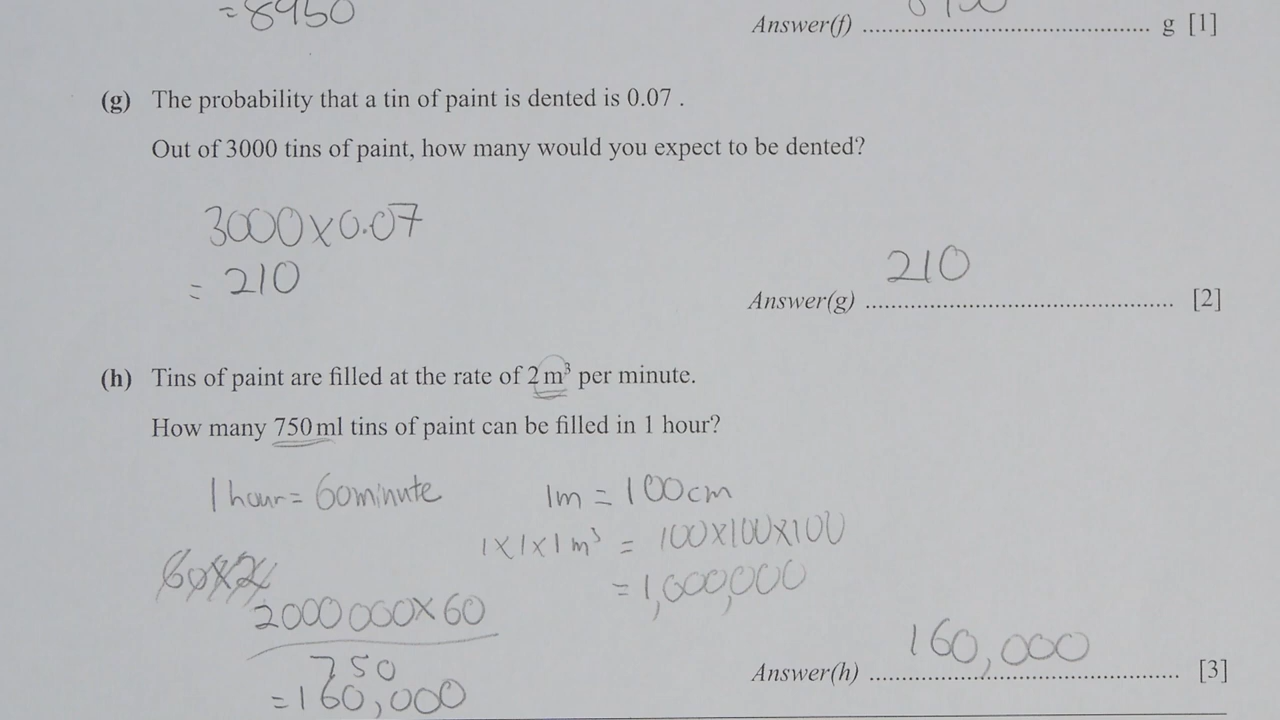 =8950
Answer(f) ........................................ g [1]
(g) The probability that a tin of paint is dented is 0.07 .
Out of 3000 tins of paint, how many would you expect to be dented?
3000×0.07
= 210
210
Answer(g) ........................................... [2]
(h) Tins of paint are filled at the rate of 2 m³ per minute.
How many 750 ml tins of paint can be filled in 1 hour?
1 hour = 60minute 1m = 100cm
1×1×1 m³ = 100×100×100
= 1,000,000
2000 000×60
750
=160,000
160,000
Answer(h) ........................................... [3]